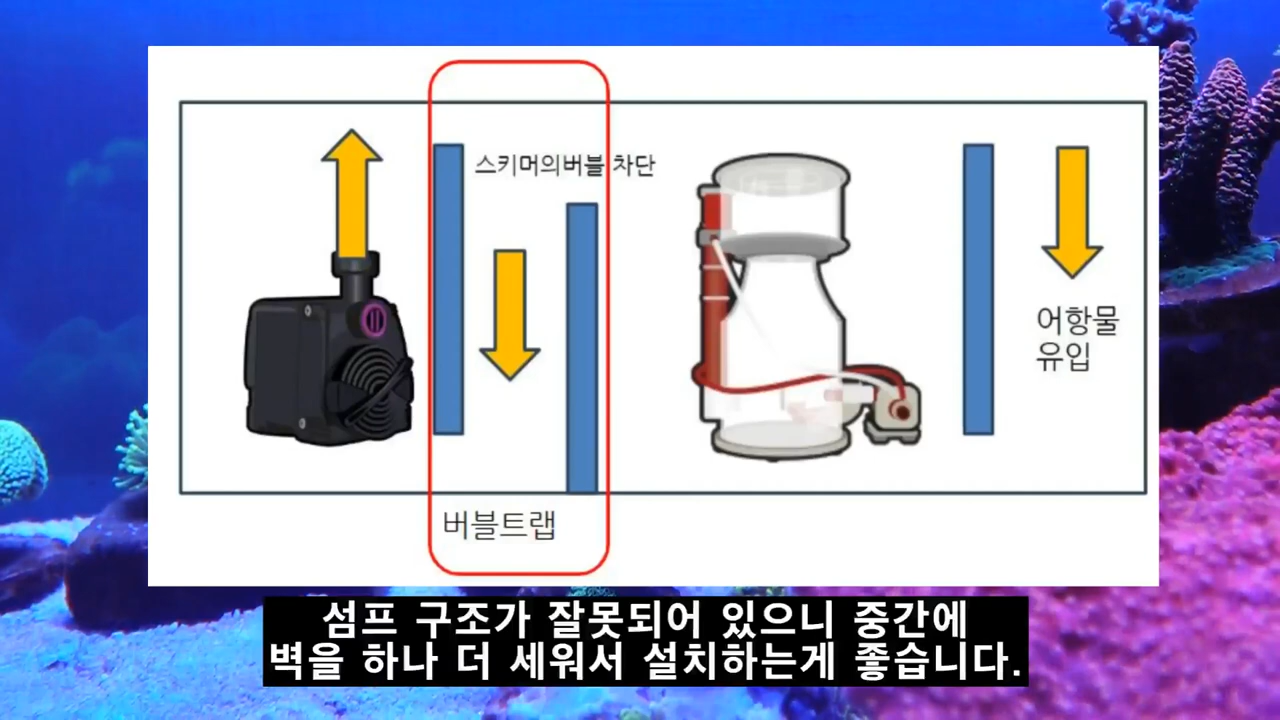 스키머의버블 차단
어항물
유입
버블트랩
섬프 구조가 잘못되어 있으니 중간에
벽을 하나 더 세워서 설치하는게 좋습니다.